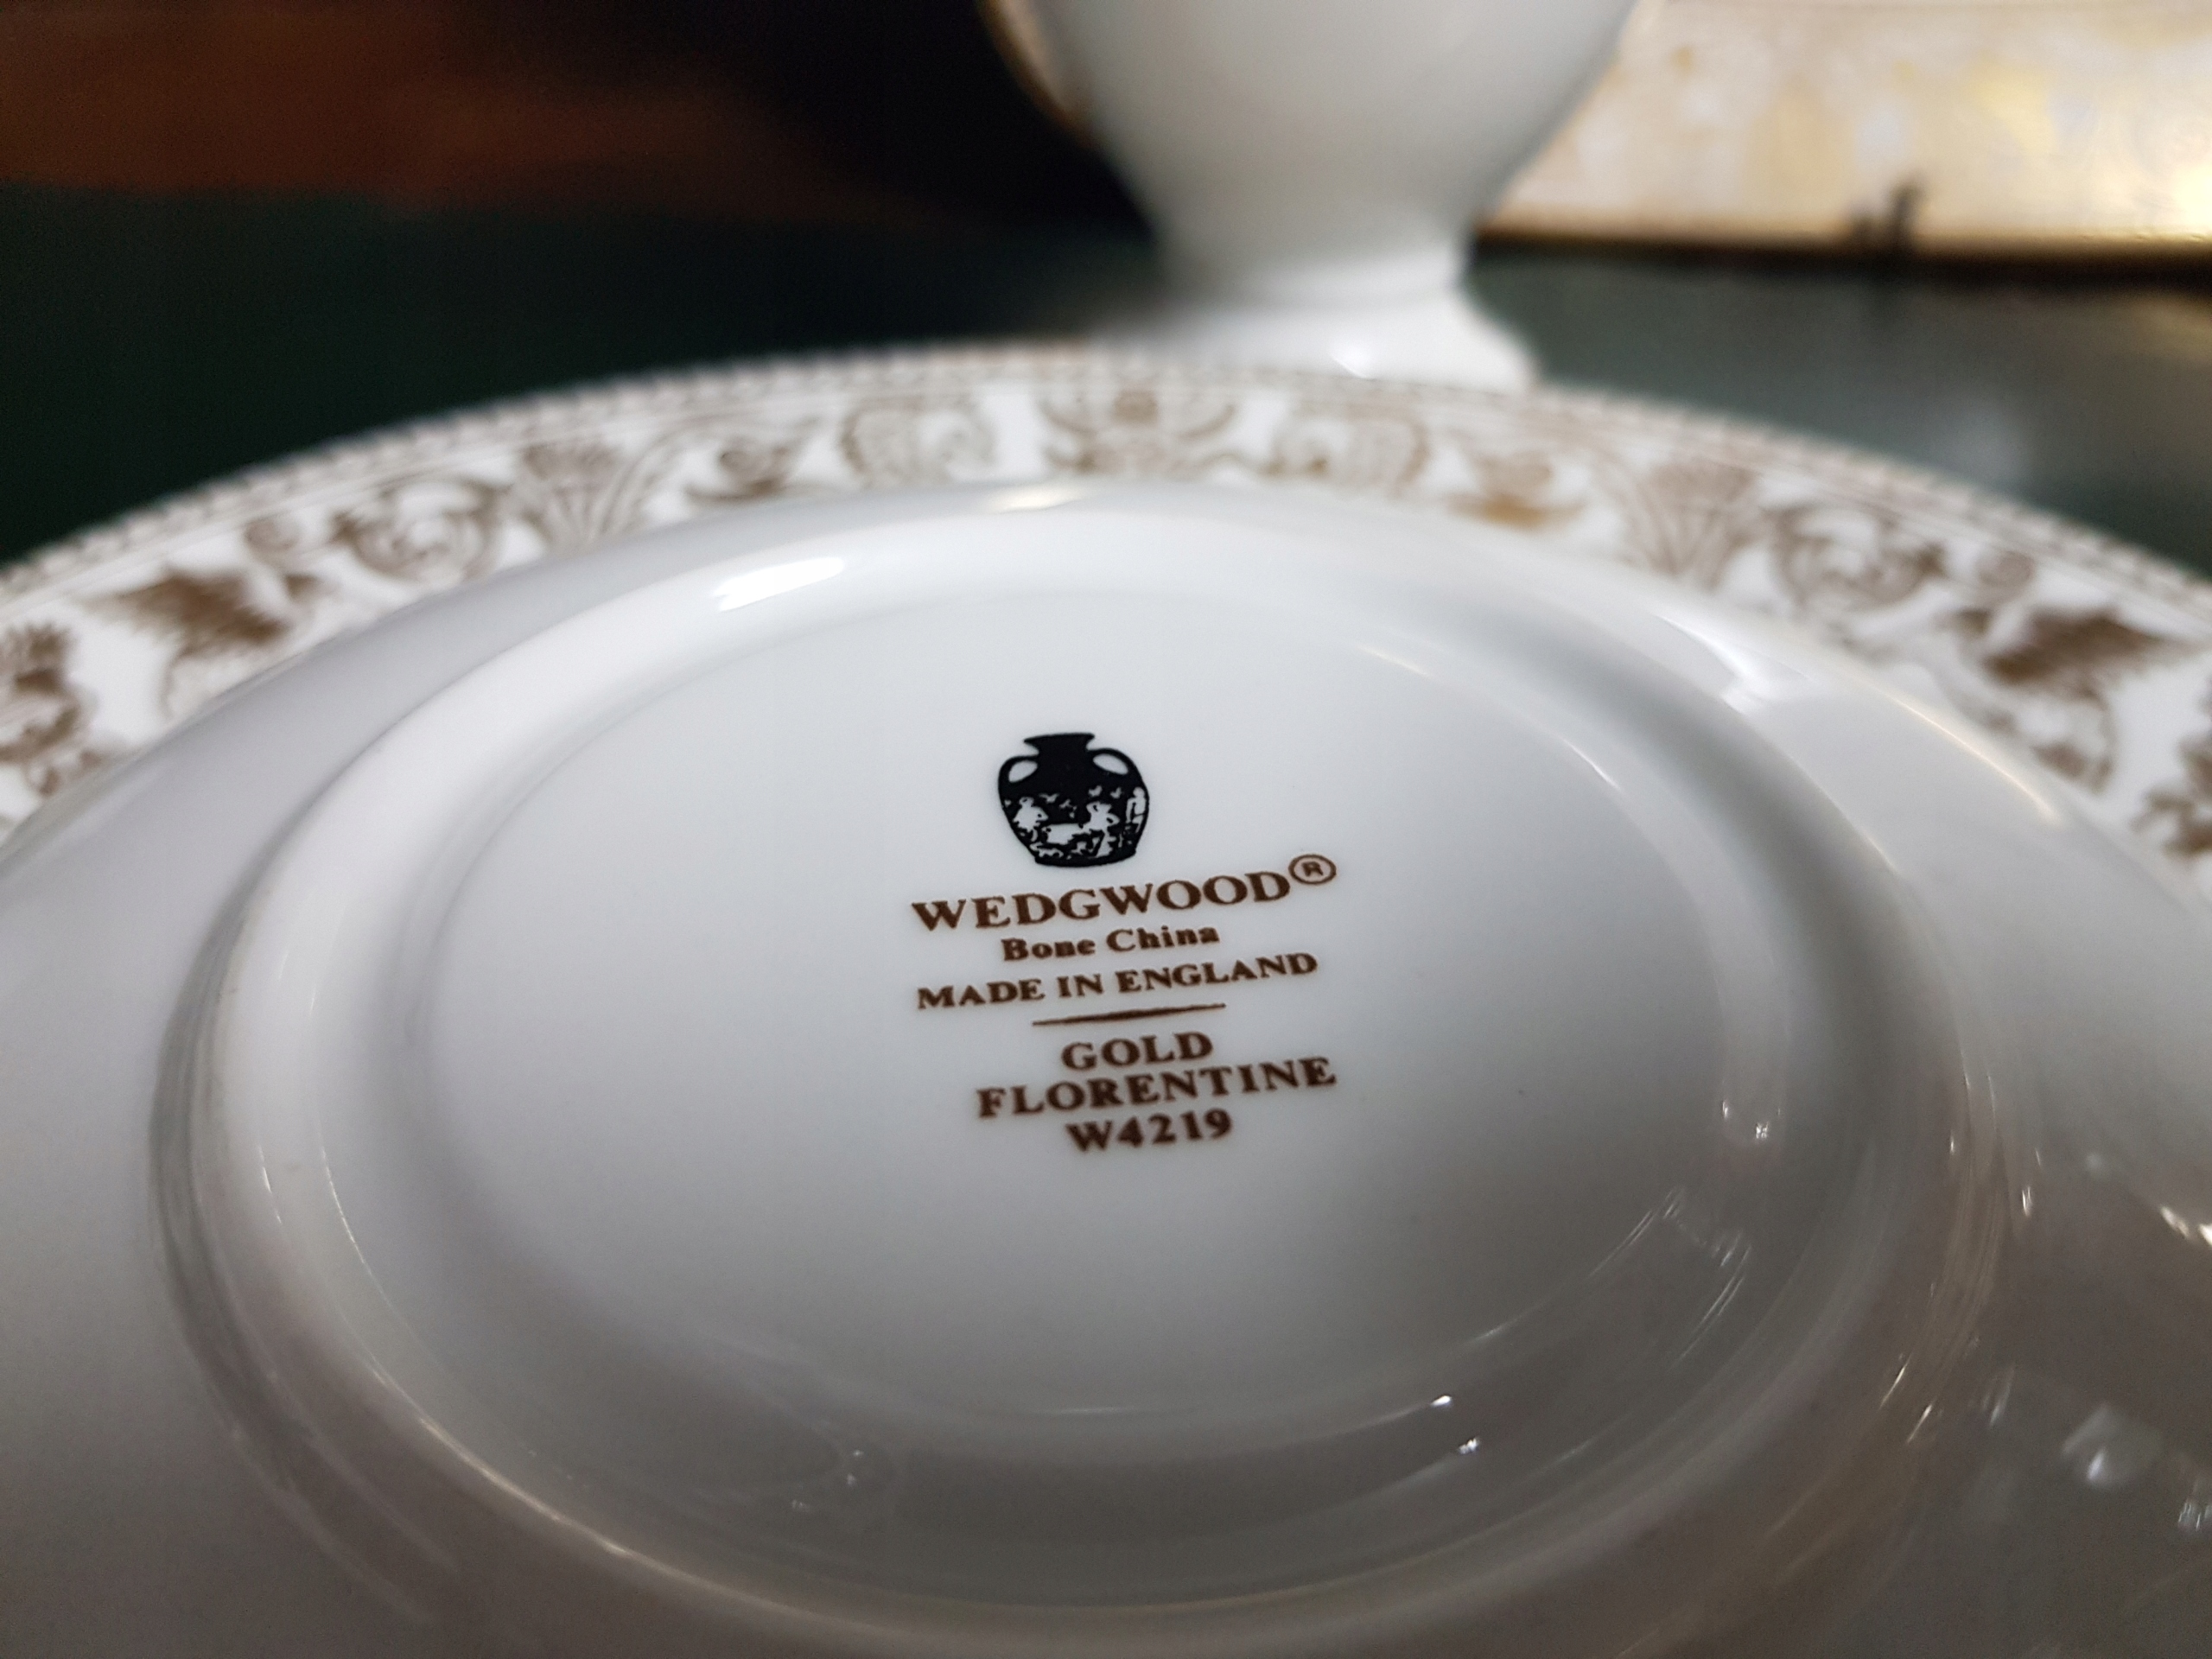 WEDGWOOD®
Bone China
MADE IN ENGLAND
GOLD
FLORENTINE
W4219